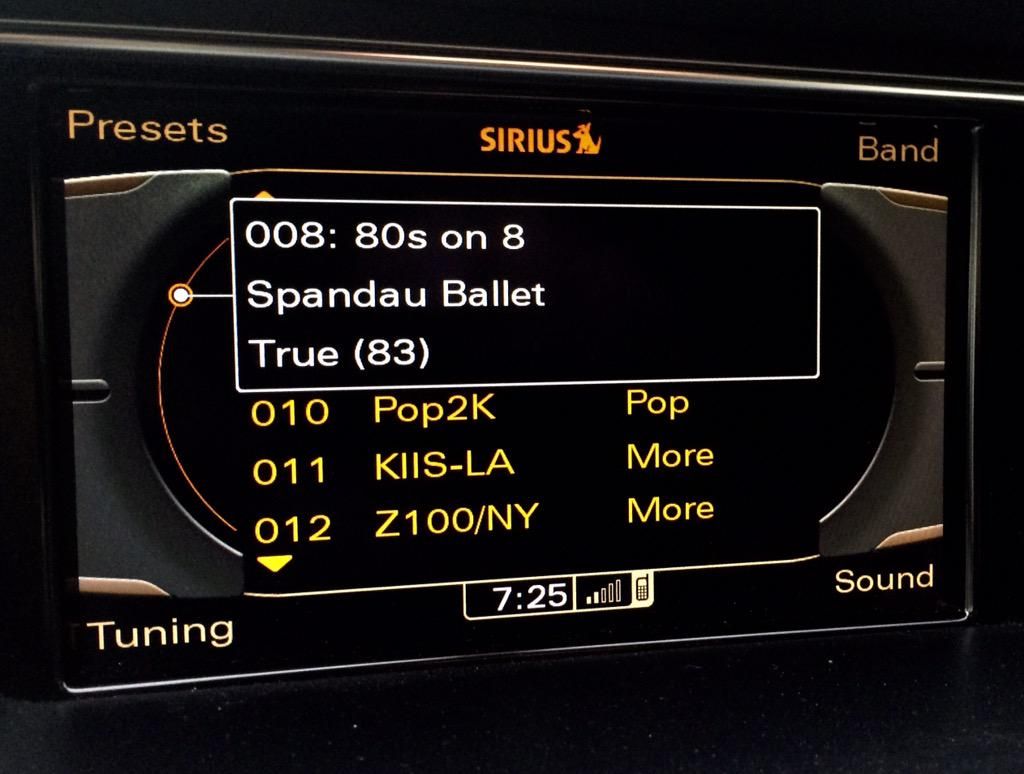 Presets
SIRIUS
Band
008: 80s on 8
Spandau Ballet
True (83)
010 Pop2K Pop
011 KIIS-LA More
012 Z100/NY More
7:25
Sound
Tuning